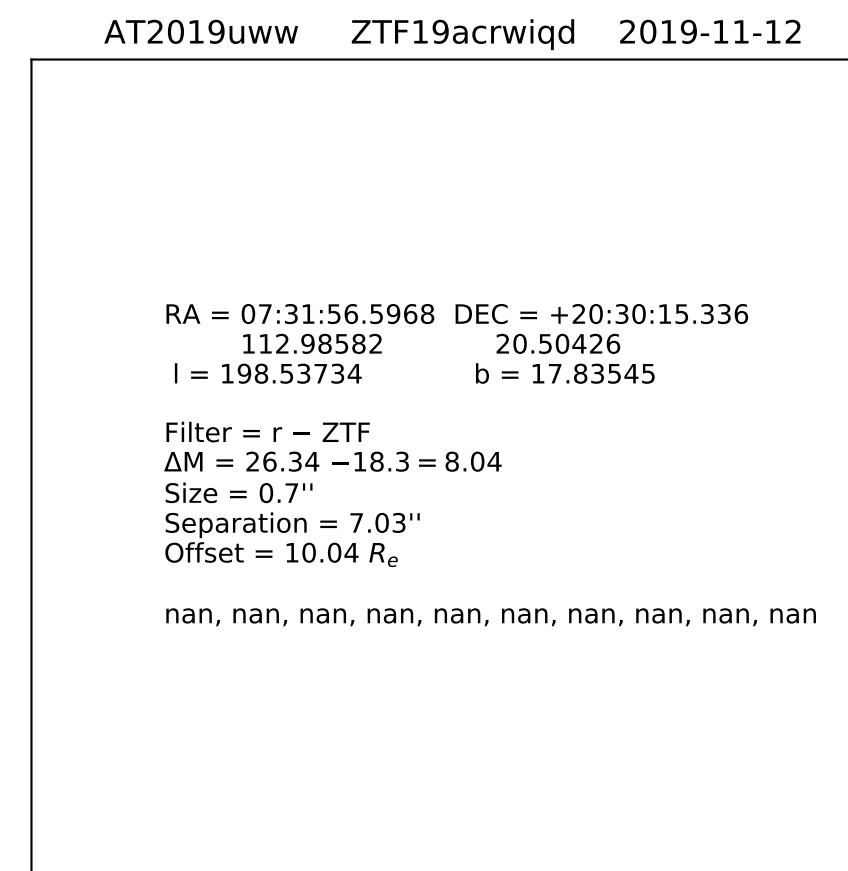 AT2019uww ZTF19acrwiqd 2019-11-12
RA = 07:31:56.5968 DEC = +20:30:15.336
112.98582 20.50426
l = 198.53734 b = 17.83545
Filter = r − ZTF
ΔM = 26.34 −18.3 = 8.04
Size = 0.7''
Separation = 7.03''
Offset = 10.04 Re
nan, nan, nan, nan, nan, nan, nan, nan, nan, nan